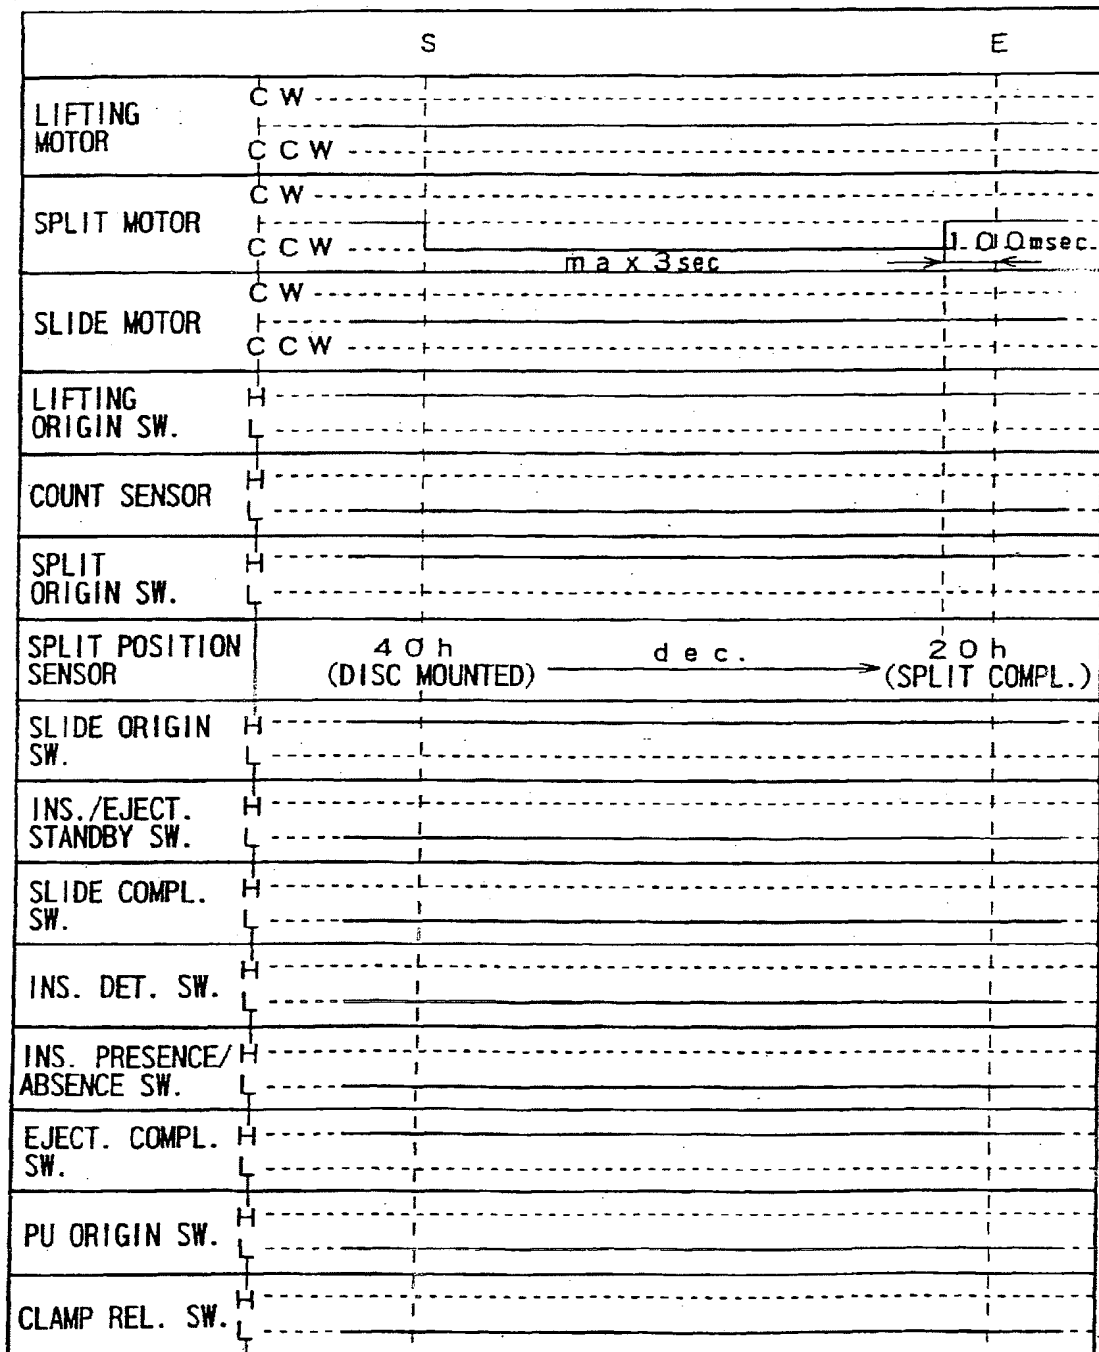 S E
LIFTING
MOTOR
CW
CCW
SPLIT MOTOR
CW
CCW
max 3sec
100msec.
SLIDE MOTOR
CW
CCW
LIFTING
ORIGIN SW.
H
L
COUNT SENSOR
H
L
SPLIT
ORIGIN SW.
H
L
SPLIT POSITION
SENSOR
40h
(DISC MOUNTED)
dec.
20h
(SPLIT COMPL.)
SLIDE ORIGIN
SW.
H
L
INS./EJECT.
STANDBY SW.
H
L
SLIDE COMPL.
SW.
H
L
INS. DET. SW.
H
L
INS. PRESENCE/
ABSENCE SW.
H
L
EJECT. COMPL.
SW.
H
L
PU ORIGIN SW.
H
L
CLAMP REL. SW.
H
L